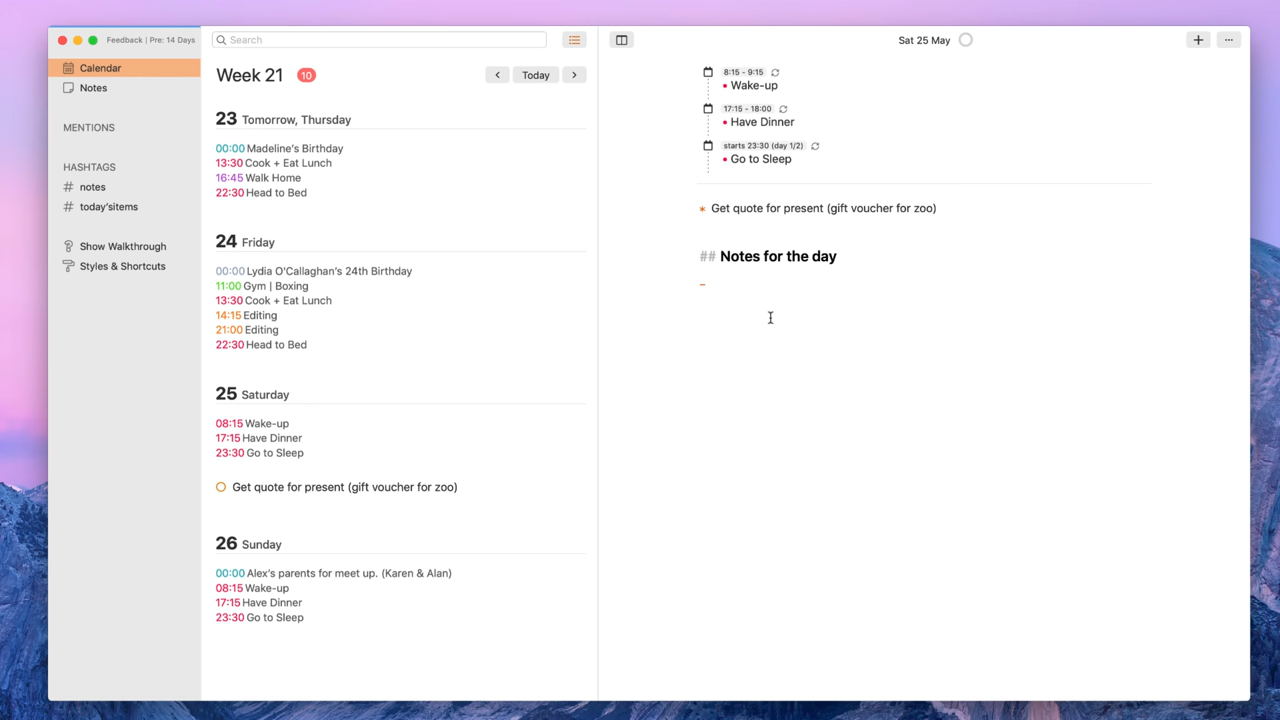 Feedback | Pre: 14 Days
Calendar
Notes
MENTIONS
HASHTAGS
# notes
# today'sitems
Show Walkthrough
Styles & Shortcuts
Search
Week 21 10
Today
23 Tomorrow, Thursday
00:00 Madeline's Birthday
13:30 Cook + Eat Lunch
16:45 Walk Home
22:30 Head to Bed
24 Friday
00:00 Lydia O'Callaghan's 24th Birthday
11:00 Gym | Boxing
13:30 Cook + Eat Lunch
14:15 Editing
21:00 Editing
22:30 Head to Bed
25 Saturday
08:15 Wake-up
17:15 Have Dinner
23:30 Go to Sleep
Get quote for present (gift voucher for zoo)
26 Sunday
00:00 Alex's parents for meet up. (Karen & Alan)
08:15 Wake-up
17:15 Have Dinner
23:30 Go to Sleep
Sat 25 May
8:15 - 9:15
• Wake-up
17:15 - 18:00
• Have Dinner
starts 23:30 (day 1/2)
• Go to Sleep
* Get quote for present (gift voucher for zoo)
## Notes for the day
-